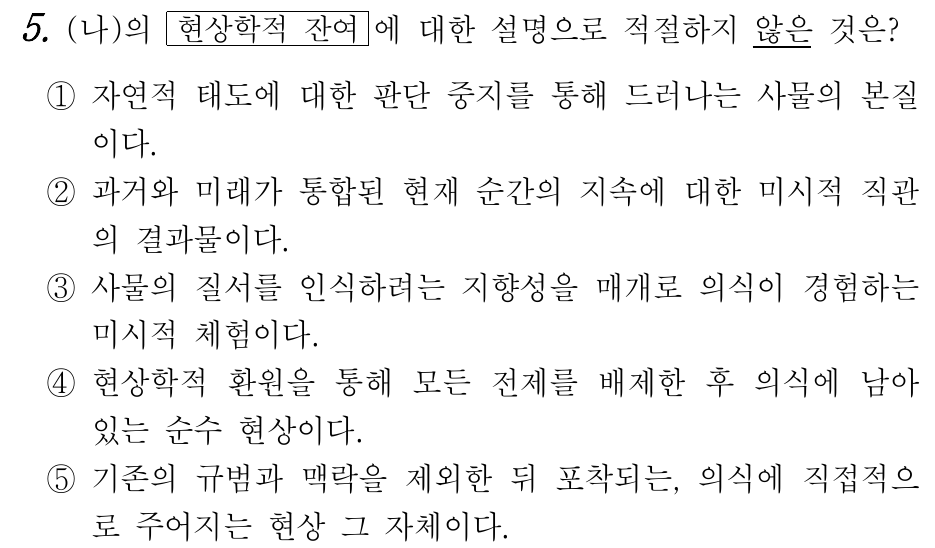 5. (나)의 현상학적 잔여에 대한 설명으로 적절하지 않은 것은?
① 자연적 태도에 대한 판단 중지를 통해 드러나는 사물의 본질
이다.
② 과거와 미래가 통합된 현재 순간의 지속에 대한 미시적 직관
의 결과물이다.
③ 사물의 질서를 인식하려는 지향성을 매개로 의식이 경험하는
미시적 체험이다.
④ 현상학적 환원을 통해 모든 전제를 배제한 후 의식에 남아
있는 순수 현상이다.
⑤ 기존의 규범과 맥락을 제외한 뒤 포착되는, 의식에 직접적으
로 주어지는 현상 그 자체이다.